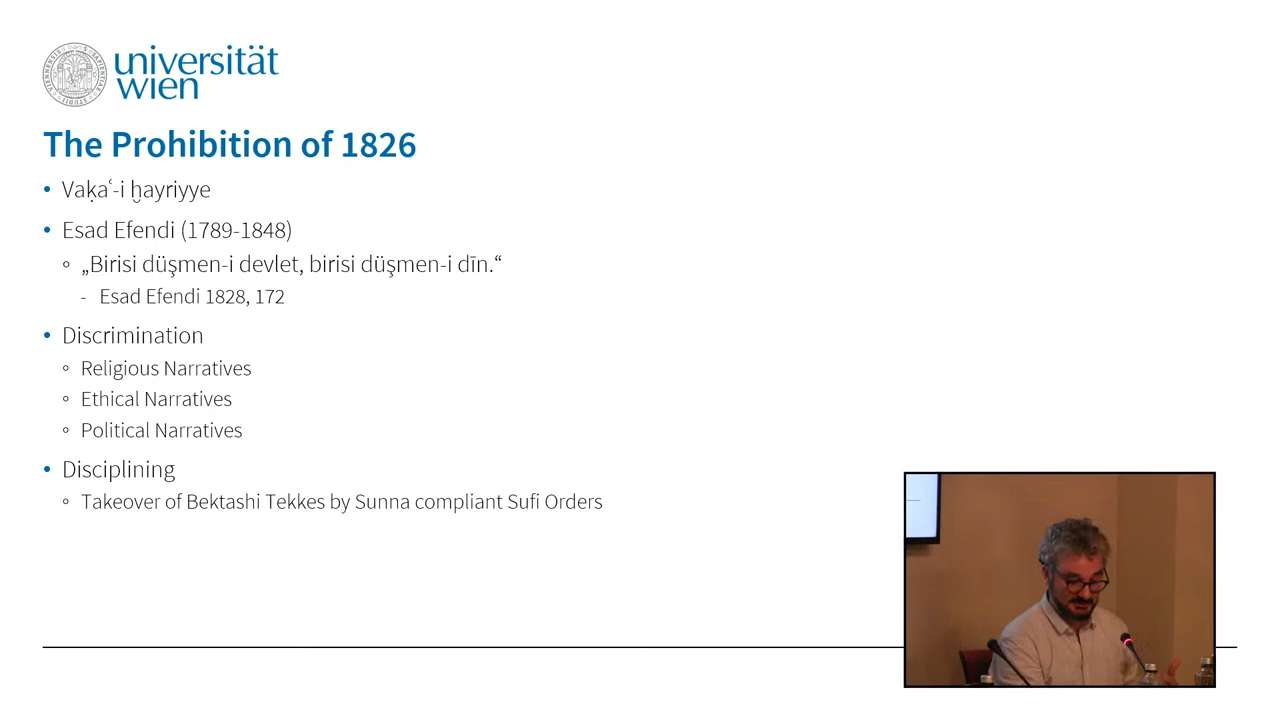 universität
wien
The Prohibition of 1826
• Vaḳaʿ-i ḫayriyye
• Esad Efendi (1789-1848)
◦ „Birisi düşmen-i devlet, birisi düşmen-i dīn.“
- Esad Efendi 1828, 172
• Discrimination
◦ Religious Narratives
◦ Ethical Narratives
◦ Political Narratives
• Disciplining
◦ Takeover of Bektashi Tekkes by Sunna compliant Sufi Orders